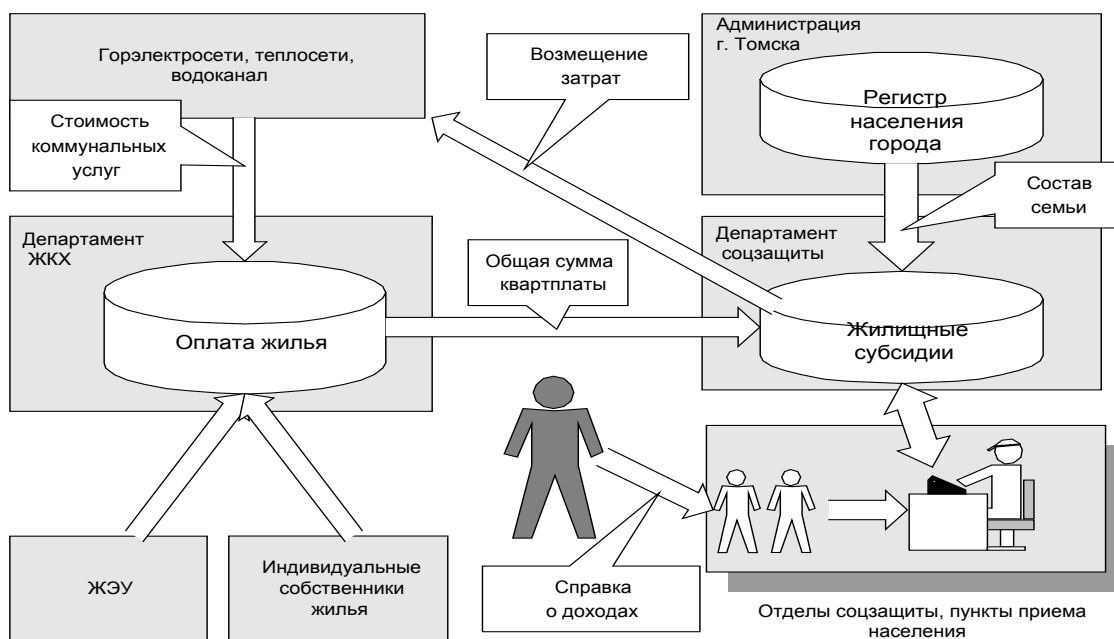 Горэлектросети, теплосети,
водоканал
Возмещение
затрат
Администрация
г. Томска
Регистр
населения
города
Стоимость
коммунальных
услуг
Состав
семьи
Департамент
ЖКХ
Общая сумма
квартплаты
Департамент
соцзащиты
Оплата жилья
Жилищные
субсидии
ЖЭУ
Индивидуальные
собственники
жилья
Справка
о доходах
Отделы соцзащиты, пункты приема
населения